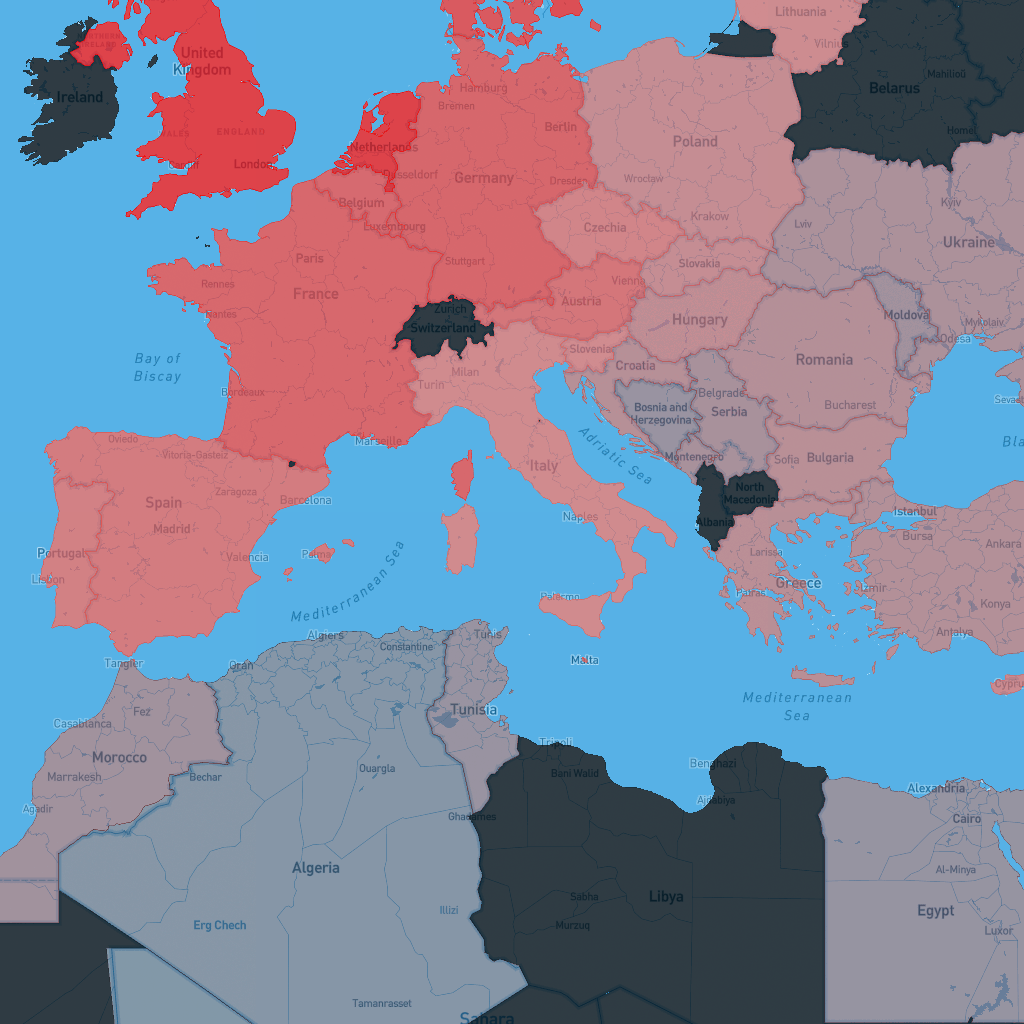 Lithuania
NORTHERN
IRELAND
United
Kingdom
Vilnius
Mahilioŭ
Belarus
Hamburg
Ireland
Bremen
Berlin
WALES
ENGLAND
Home
Poland
Netherlands
Cardiff
London
Düsseldorf
Germany
Dresden
Wrocław
Kyiv
Belgium
Krakow
Luxembourg
Czechia
Lviv
Ukraine
Paris
Stuttgart
Slovakia
Rennes
France
Vienna
Austria
Nantes
Zürich
Switzerland
Hungary
Moldova
Mykolaiv
Odesa
Bay of
Biscay
Slovenia
Romania
Croatia
Milan
Turin
Bordeaux
Belgrade
Sevas
Bosnia and
Herzegovina
Serbia
Bucharest
Oviedo
Marseille
Adriatic Sea
Bla
Vitoria-Gasteiz
Montenegro
Sofia
Bulgaria
Italy
Zaragoza
Spain
Barcelona
North
Macedonia
Madrid
Naples
Albania
Istanbul
Bursa
Ankara
Portugal
Valencia
Palma
Larissa
Lisbon
Greece
Izmir
Mediterranean Sea
Palermo
Patras
Konya
Algiers
Tunis
Antalya
Constantine
Tangier
Oran
Malta
Cyprus
Mediterranean
Sea
Fez
Casablanca
Tunisia
Tripoli
Morocco
Marrakesh
Bechar
Ouargla
Bani Walid
Benghazi
Agadir
Ajdabiya
Alexandria
Ghadames
Cairo
Algeria
Al-Minya
Sabha
Libya
Illizi
Egypt
Erg Chech
Murzuq
Luxor
Tamanrasset
Sahara